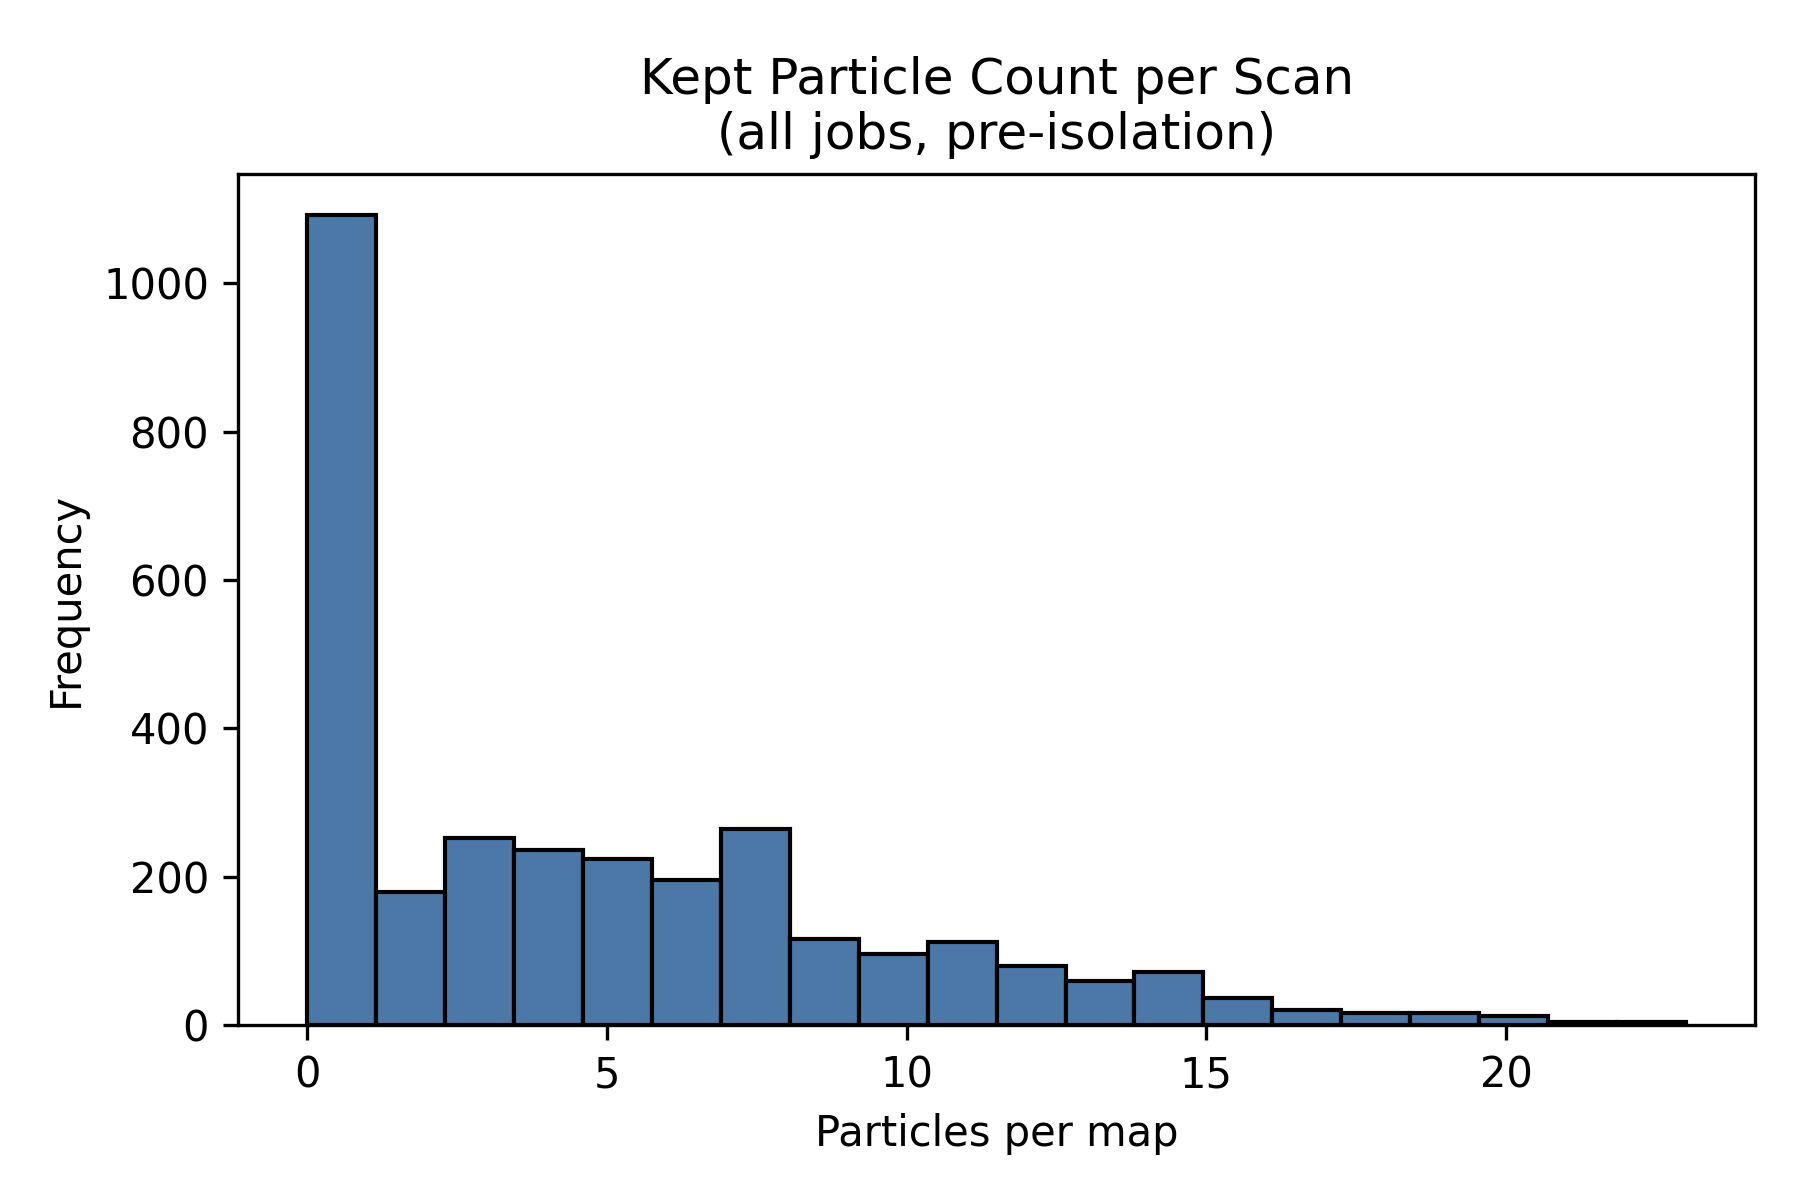 Kept Particle Count per Scan
(all jobs, pre-isolation)
1000
800
600
400
200
0
Frequency
0 5 10 15 20
Particles per map